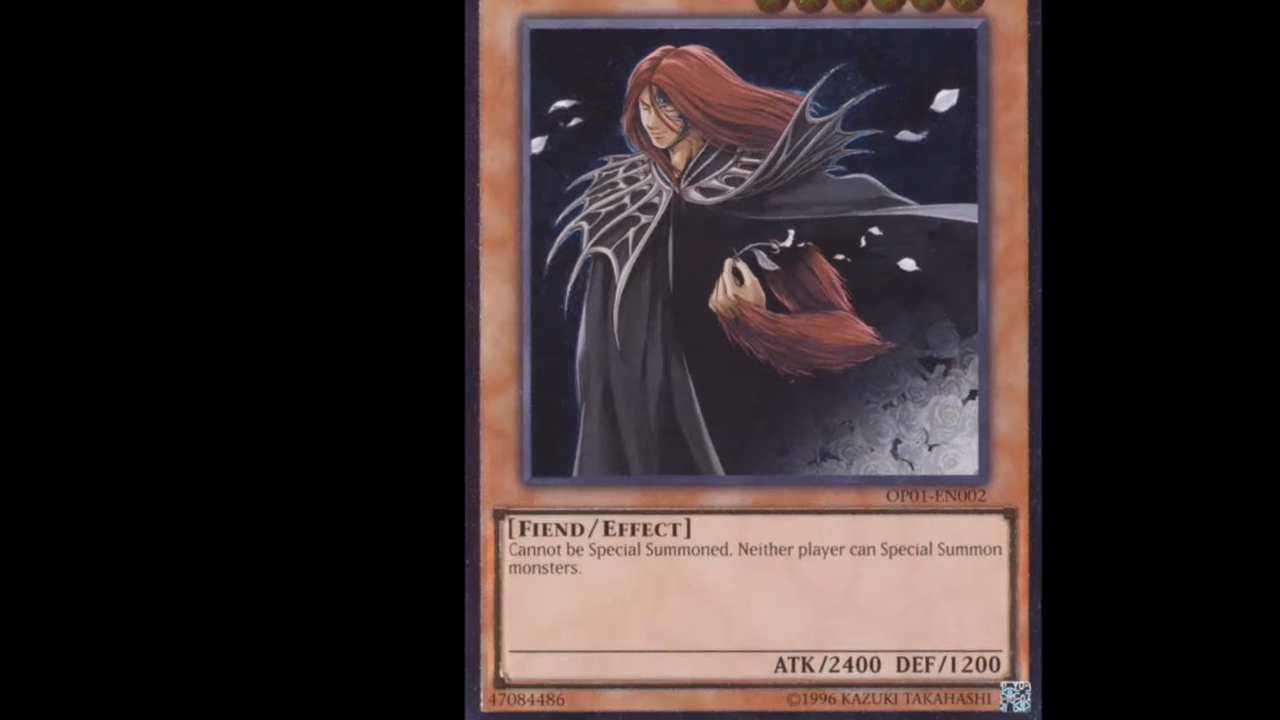 OP01-EN002
[FIEND/EFFECT]
Cannot be Special Summoned. Neither player can Special Summon
monsters.
ATK/2400 DEF/1200
47084486 ©1996 KAZUKI TAKAHASHI